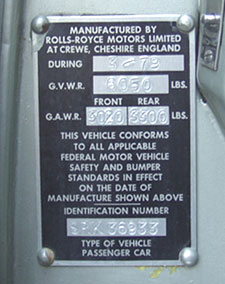 MANUFACTURED BY
ROLLS-ROYCE MOTORS LIMITED
AT CREWE, CHESHIRE ENGLAND
DURING 3-79
G.V.W.R. LBS.
FRONT REAR
G.A.W.R. LBS.
THIS VEHICLE CONFORMS
TO ALL APPLICABLE
FEDERAL MOTOR VEHICLE
SAFETY AND BUMPER
STANDARDS IN EFFECT
ON THE DATE OF
MANUFACTURE SHOWN ABOVE
IDENTIFICATION NUMBER
TYPE OF VEHICLE
PASSENGER CAR